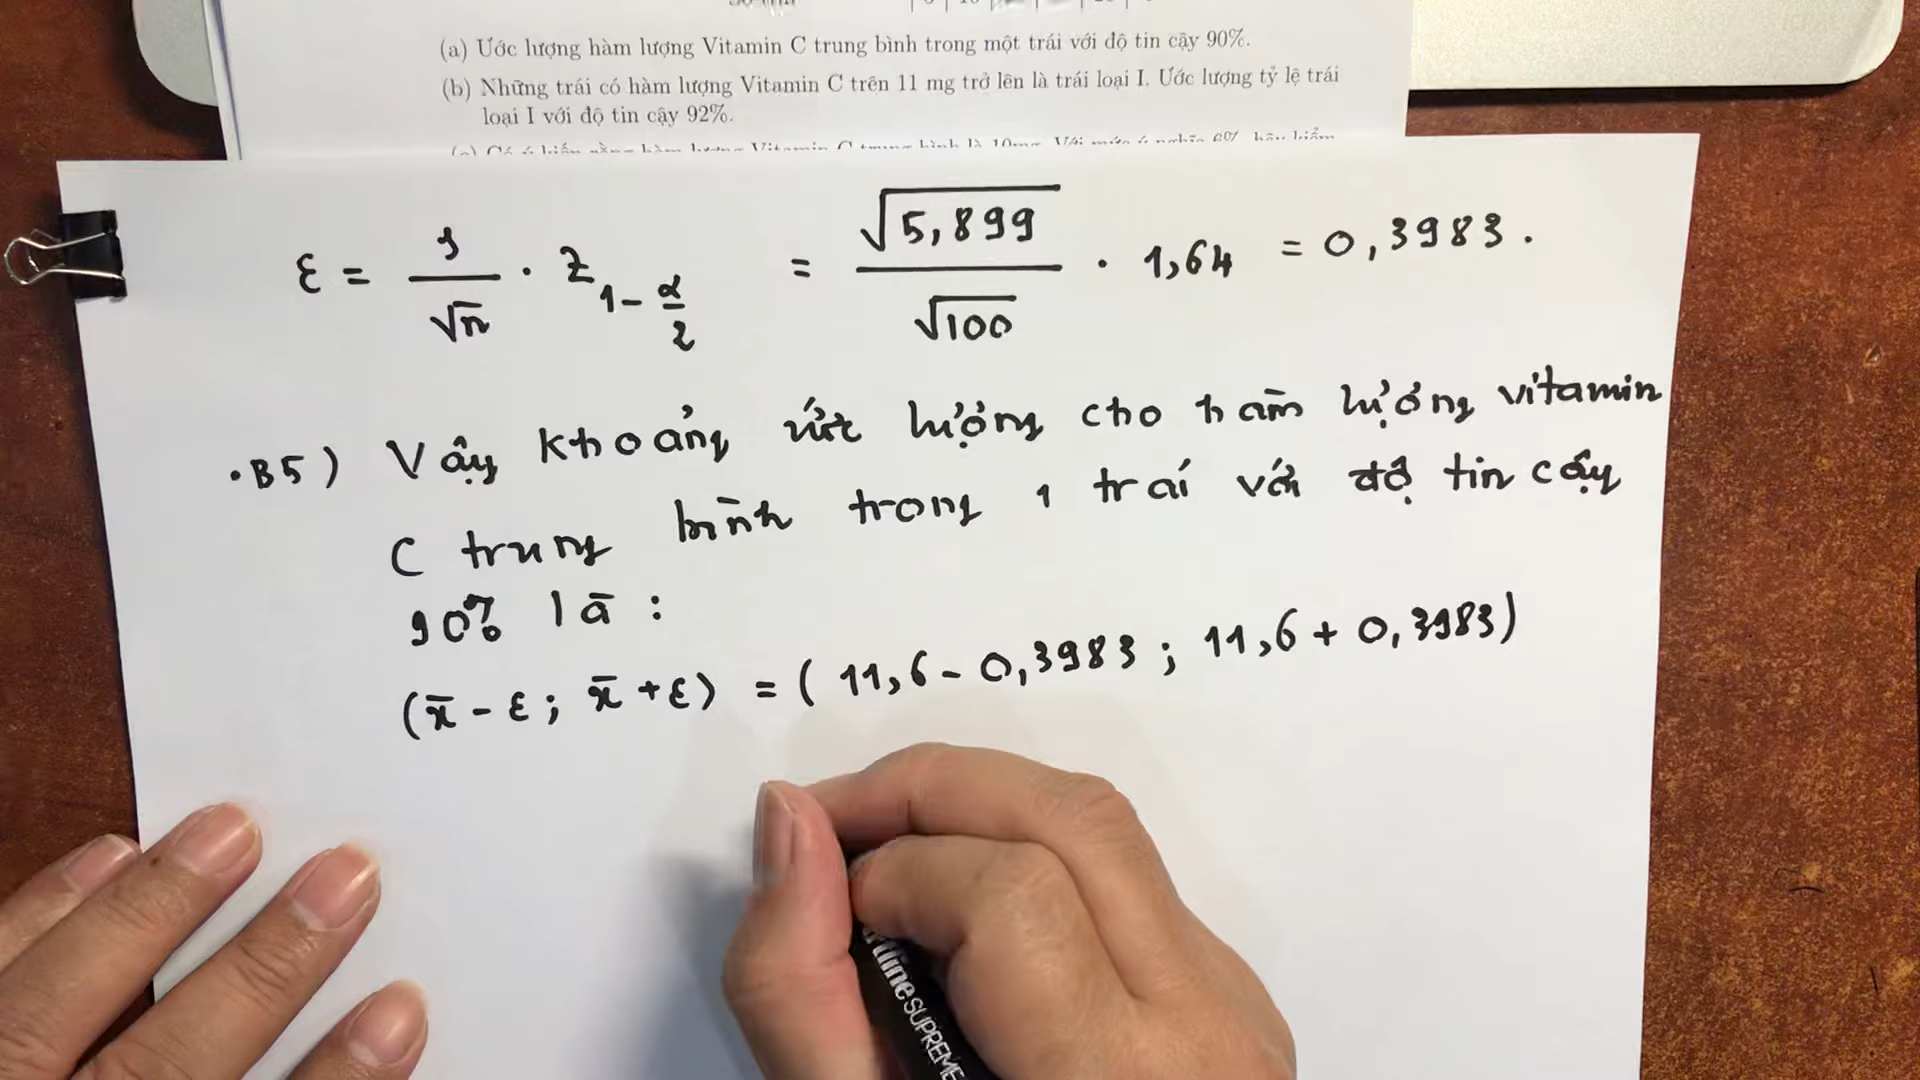 (a) Ước lượng hàm lượng Vitamin C trung bình trong một trái với độ tin cậy 90%.
(b) Những trái có hàm lượng Vitamin C trên 11 mg trở lên là trái loại I. Ước lượng tỷ lệ trái
loại I với độ tin cậy 92%.
ε = s/√n · z_{1-α/2} = √5,899/√100 · 1,64 = 0,3983.
·B5) Vậy khoảng ước lượng cho hàm lượng vitamin
C trung bình trong 1 trái với độ tin cậy
90% là :
(x̄ - ε; x̄ + ε) = (11,6 - 0,3983; 11,6 + 0,3983)
SUPREME